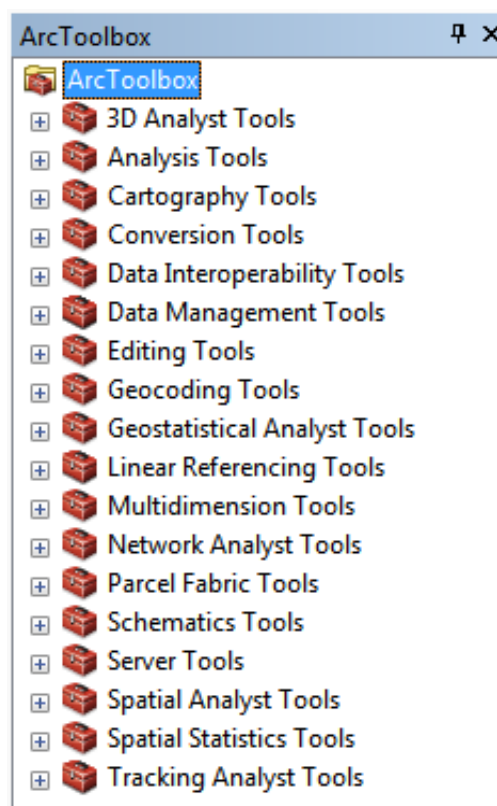 ArcToolbox
ArcToolbox
3D Analyst Tools
Analysis Tools
Cartography Tools
Conversion Tools
Data Interoperability Tools
Data Management Tools
Editing Tools
Geocoding Tools
Geostatistical Analyst Tools
Linear Referencing Tools
Multidimension Tools
Network Analyst Tools
Parcel Fabric Tools
Schematics Tools
Server Tools
Spatial Analyst Tools
Spatial Statistics Tools
Tracking Analyst Tools